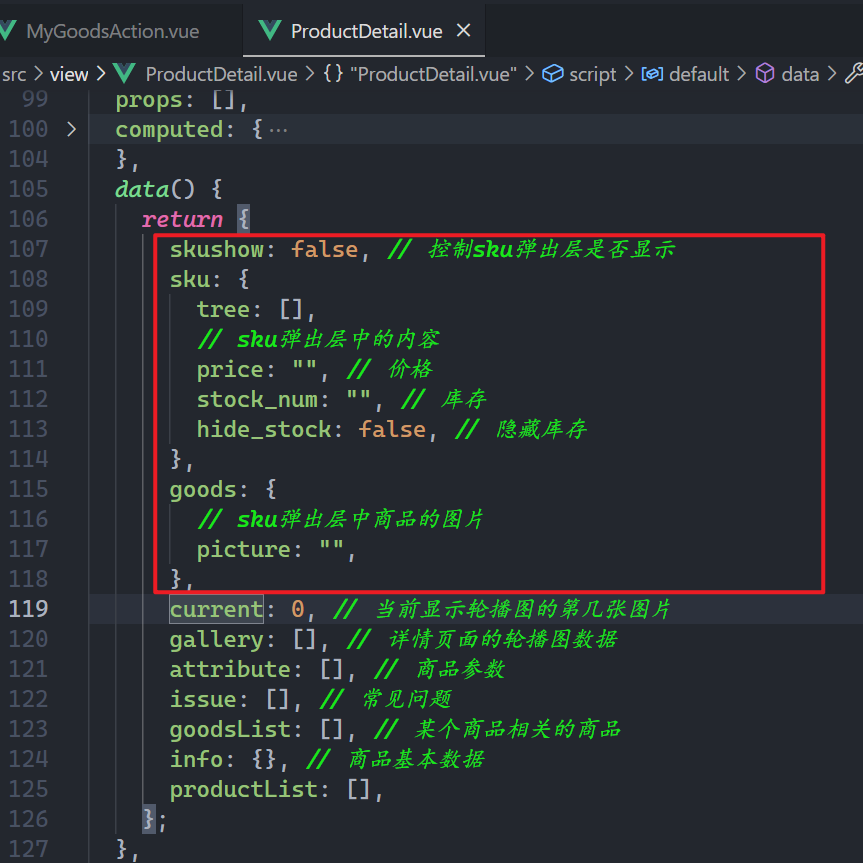 MyGoodsAction.vue
ProductDetail.vue ×
src > view > ProductDetail.vue > {} "ProductDetail.vue" > script > default > data >
99 props: [],
100 > computed: { ···
104 },
105 data() {
106 return {
107 skushow: false, // 控制sku弹出层是否显示
108 sku: {
109 tree: [],
110 // sku弹出层中的内容
111 price: "", // 价格
112 stock_num: "", // 库存
113 hide_stock: false, // 隐藏库存
114 },
115 goods: {
116 // sku弹出层中商品的图片
117 picture: "",
118 },
119 current: 0, // 当前显示轮播图的第几张图片
120 gallery: [], // 详情页面的轮播图数据
121 attribute: [], // 商品参数
122 issue: [], // 常见问题
123 goodsList: [], // 某个商品相关的商品
124 info: {}, // 商品基本数据
125 productList: [],
126 };
127 },